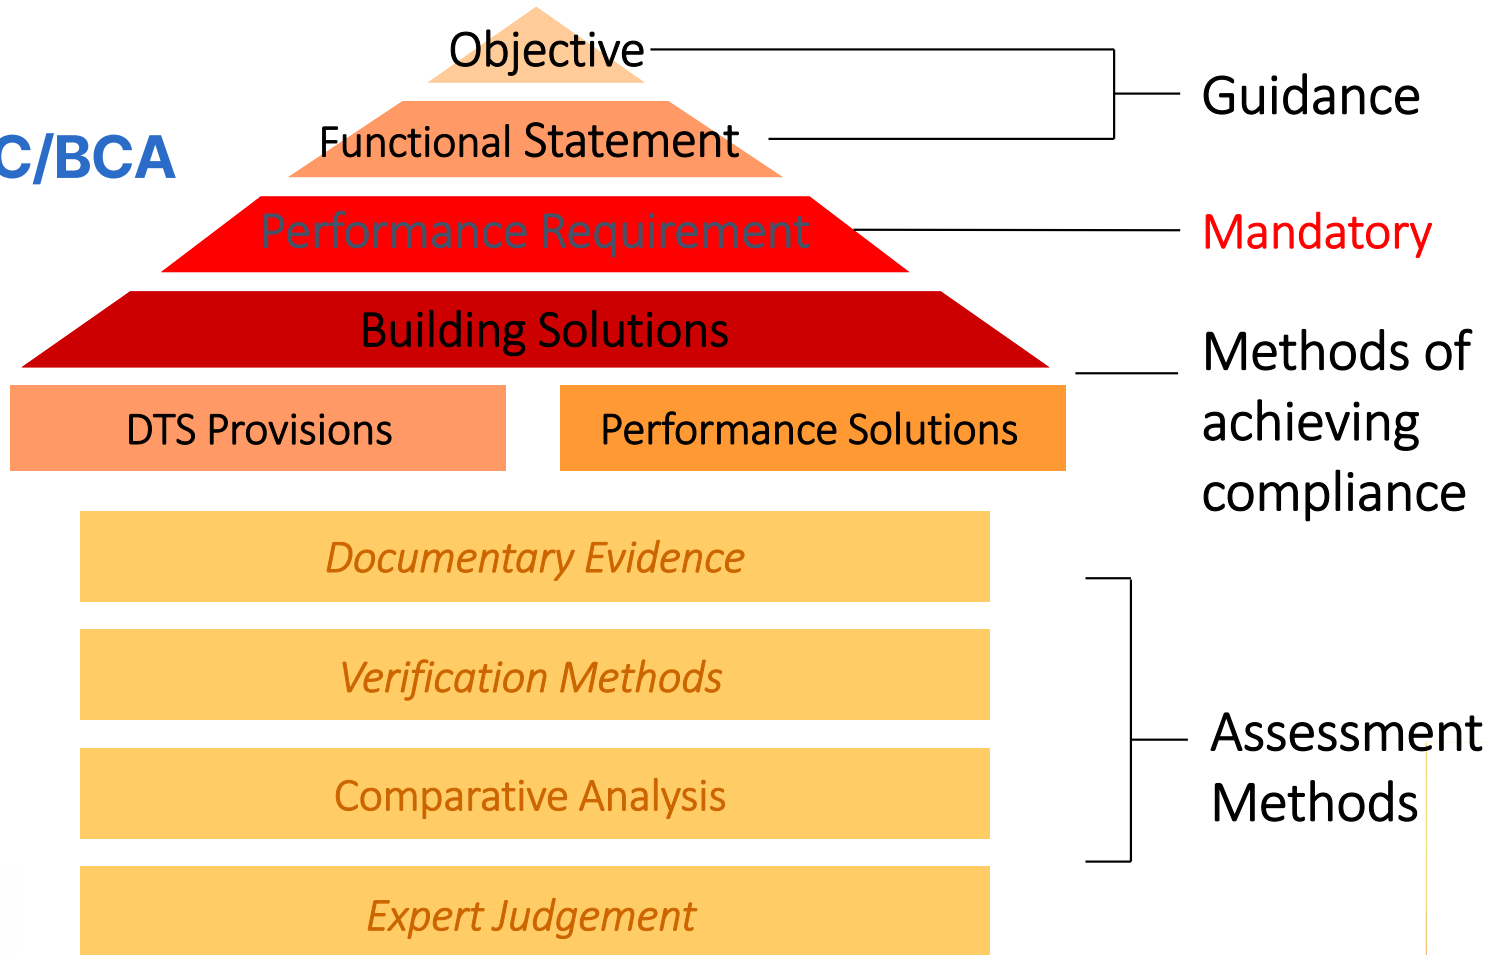 Objective
Guidance
C/BCA
Functional Statement
Performance Requirement
Mandatory
Building Solutions
Methods of
achieving
compliance
DTS Provisions
Performance Solutions
Documentary Evidence
Verification Methods
Assessment
Methods
Comparative Analysis
Expert Judgement